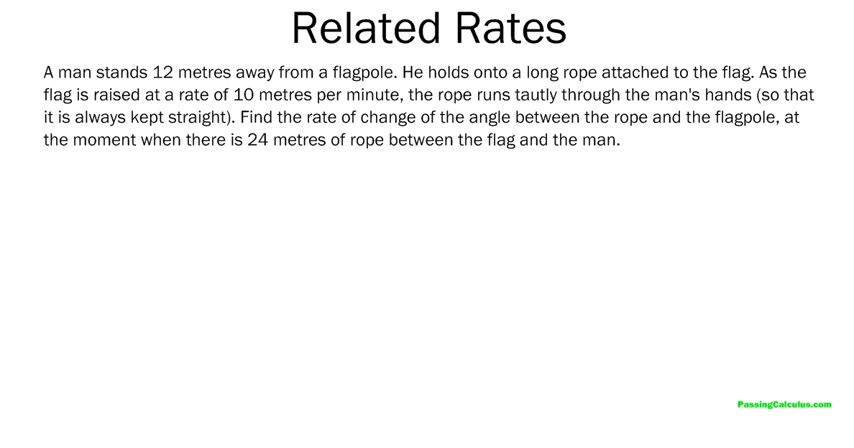 Related Rates
A man stands 12 metres away from a flagpole. He holds onto a long rope attached to the flag. As the
flag is raised at a rate of 10 metres per minute, the rope runs tautly through the man's hands (so that
it is always kept straight). Find the rate of change of the angle between the rope and the flagpole, at
the moment when there is 24 metres of rope between the flag and the man.
PassingCalculus.com